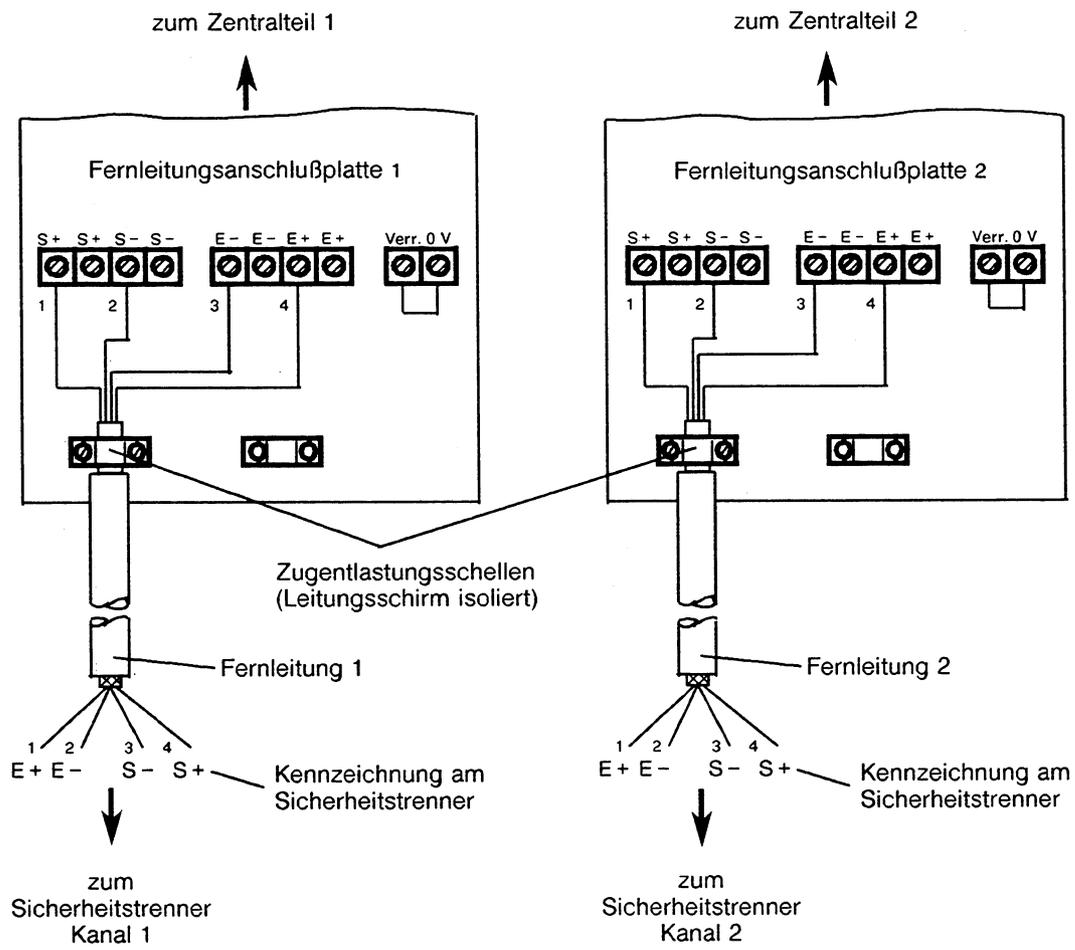 zum Zentralteil 1
zum Zentralteil 2
Fernleitungsanschlußplatte 1
S+ S+ S– S– E– E– E+ E+ Verr. 0 V
1 2 3 4
Fernleitungsanschlußplatte 2
S+ S+ S– S– E– E– E+ E+ Verr. 0 V
1 2 3 4
Zugentlastungsschellen
(Leitungsschirm isoliert)
Fernleitung 1
Fernleitung 2
1 2 3 4
E+ E– S– S+
Kennzeichnung am
Sicherheitstrenner
1 2 3 4
E+ E– S– S+
Kennzeichnung am
Sicherheitstrenner
zum
Sicherheitstrenner
Kanal 1
zum
Sicherheitstrenner
Kanal 2